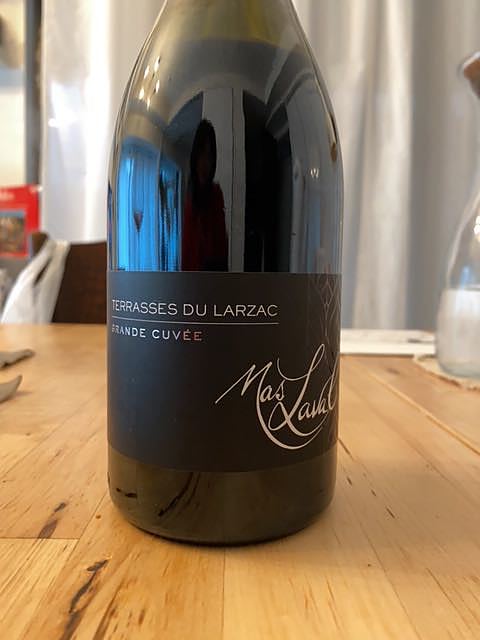 TERRASSES DU LARZAC
GRANDE CUVÉE
Mas
Laval